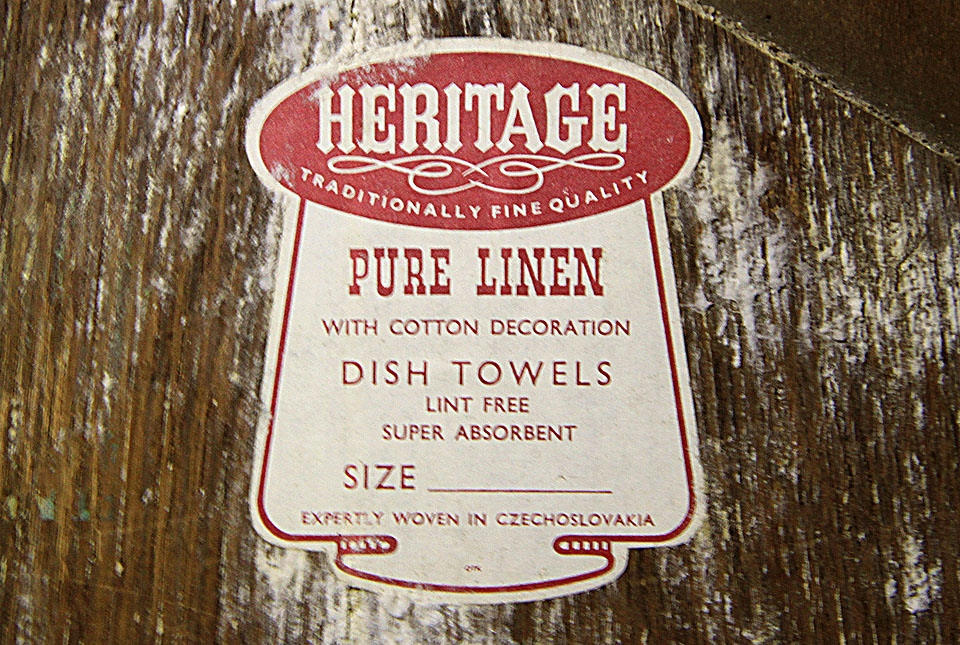 HERITAGE
TRADITIONALLY FINE QUALITY
PURE LINEN
WITH COTTON DECORATION
DISH TOWELS
LINT FREE
SUPER ABSORBENT
SIZE
EXPERTLY WOVEN IN CZECHOSLOVAKIA